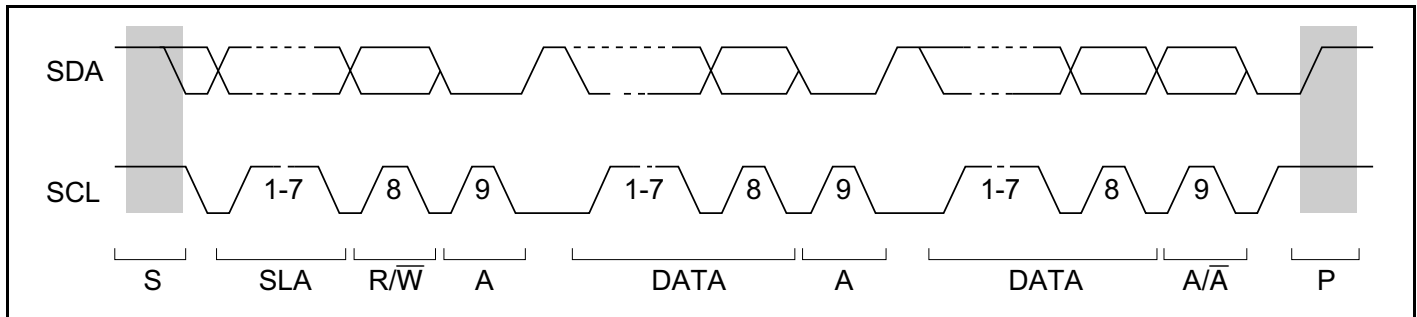 SDA
SCL
1-7 8 9 1-7 8 9 1-7 8 9
S SLA R/W̅ A DATA A DATA A/A̅ P